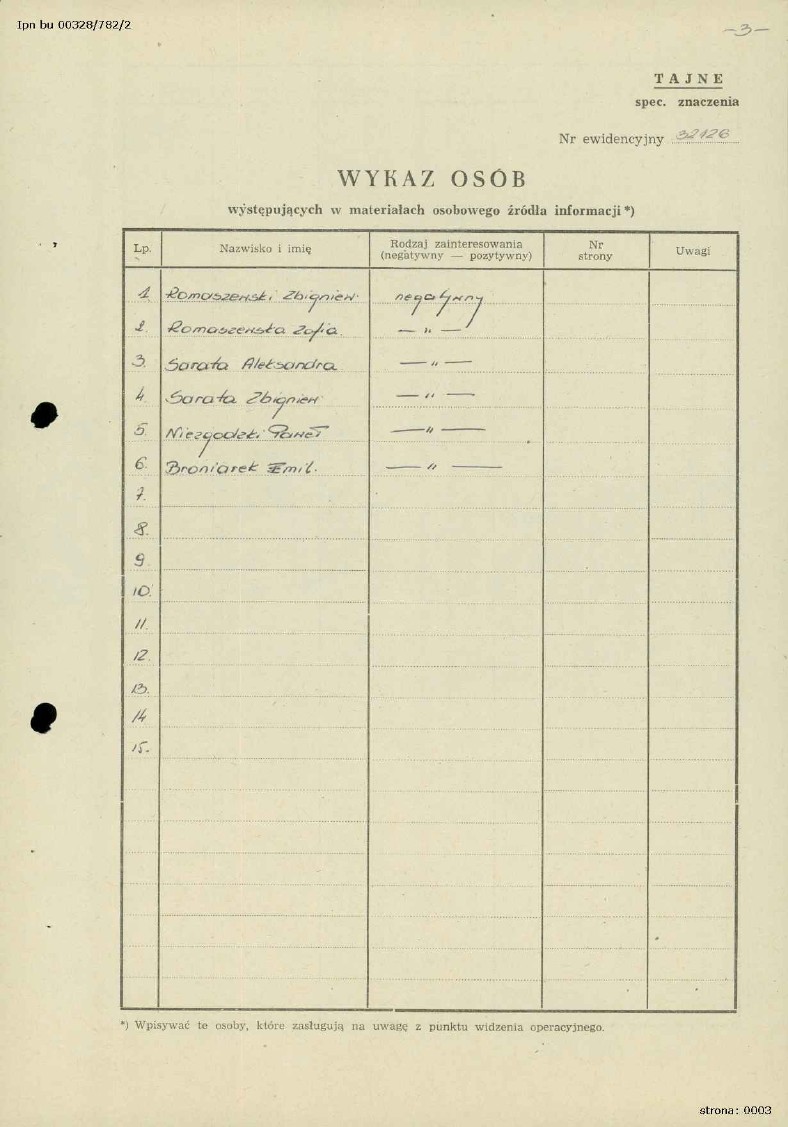 Ipn bu 00328/782/2
-3-
TAJNE
spec. znaczenia
Nr ewidencyjny 32126
WYKAZ OSÓB
występujących w materiałach osobowego źródła informacji *)
Lp. Nazwisko i imię Rodzaj zainteresowania (negatywny — pozytywny) Nr strony Uwagi
1. Romaszewski Zbigniew. negatywny
2. Romaszewska Zofia. — " —
3. Sarata Aleksandra — " —
4. Sarata Zbigniew — " —
5. Niezgodzki Paweł — " —
6. Broniarek Emil. — " —
7.
8.
9.
10.
11.
12.
13.
14
15.
*) Wpisywać te osoby, które zasługują na uwagę z punktu widzenia operacyjnego.
strona: 0003